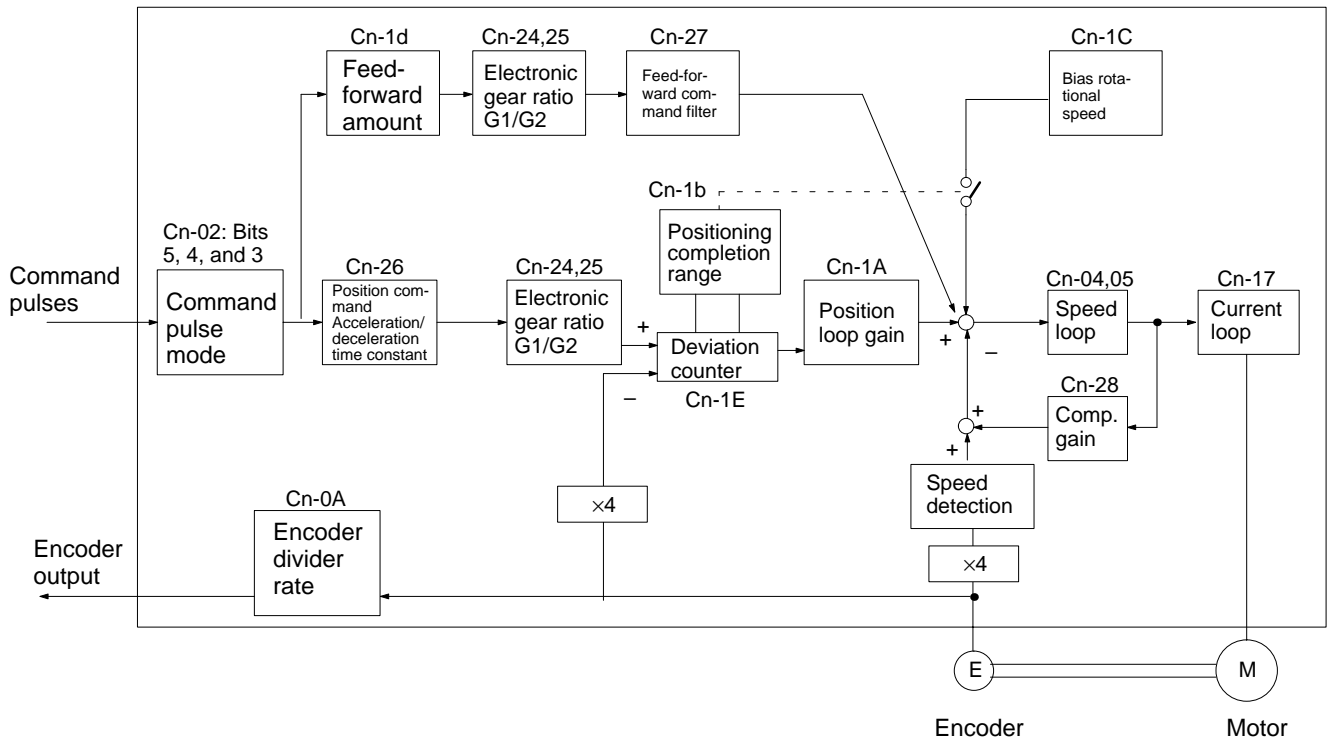 Cn-1d
Feed-
forward
amount
Cn-24,25
Electronic
gear ratio
G1/G2
Cn-27
Feed-for-
ward com-
mand filter
Cn-1C
Bias rota-
tional
speed
Cn-1b
Positioning
completion
range
Command
pulses
Cn-02: Bits
5, 4, and 3
Command
pulse
mode
Cn-26
Position com-
mand
Acceleration/
deceleration
time constant
Cn-24,25
Electronic
gear ratio
G1/G2
+
–
Deviation
counter
Cn-1E
Cn-1A
Position
loop gain
+
–
Cn-04,05
Speed
loop
Cn-17
Current
loop
Cn-28
Comp.
gain
+
+
Speed
detection
×4
×4
Cn-0A
Encoder
divider
rate
Encoder
output
E
M
Encoder
Motor